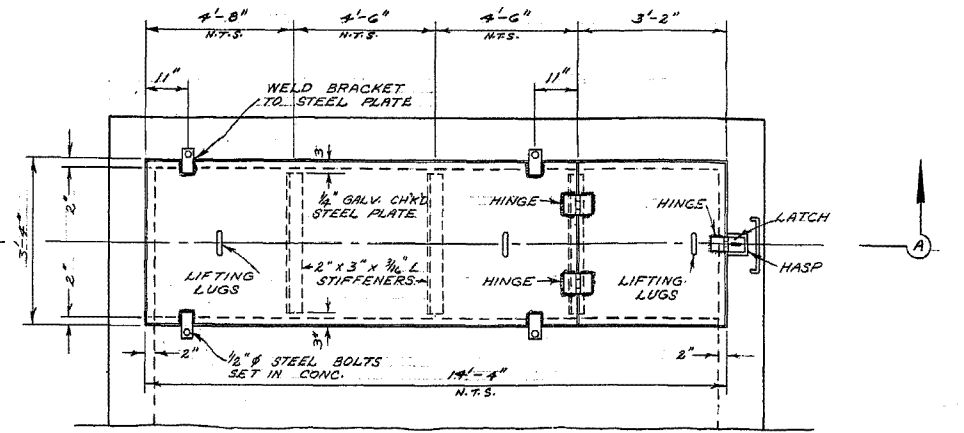 4'-8"
N.T.S.
4'-6"
N.T.S.
4'-6"
N.T.S.
3'-2"
11"
11"
WELD BRACKET
TO STEEL PLATE
3"
1/4" GALV. CH'K'D
STEEL PLATE
HINGE
HINGE
LATCH
HASP
A
3'-4"
2"
2"
LIFTING
LUGS
2" x 3" x 3/16" L
STIFFENERS
HINGE
LIFTING
LUGS
3"
2"
1/2" ϕ STEEL BOLTS
SET IN CONC.
2"
14'-4"
N.T.S.